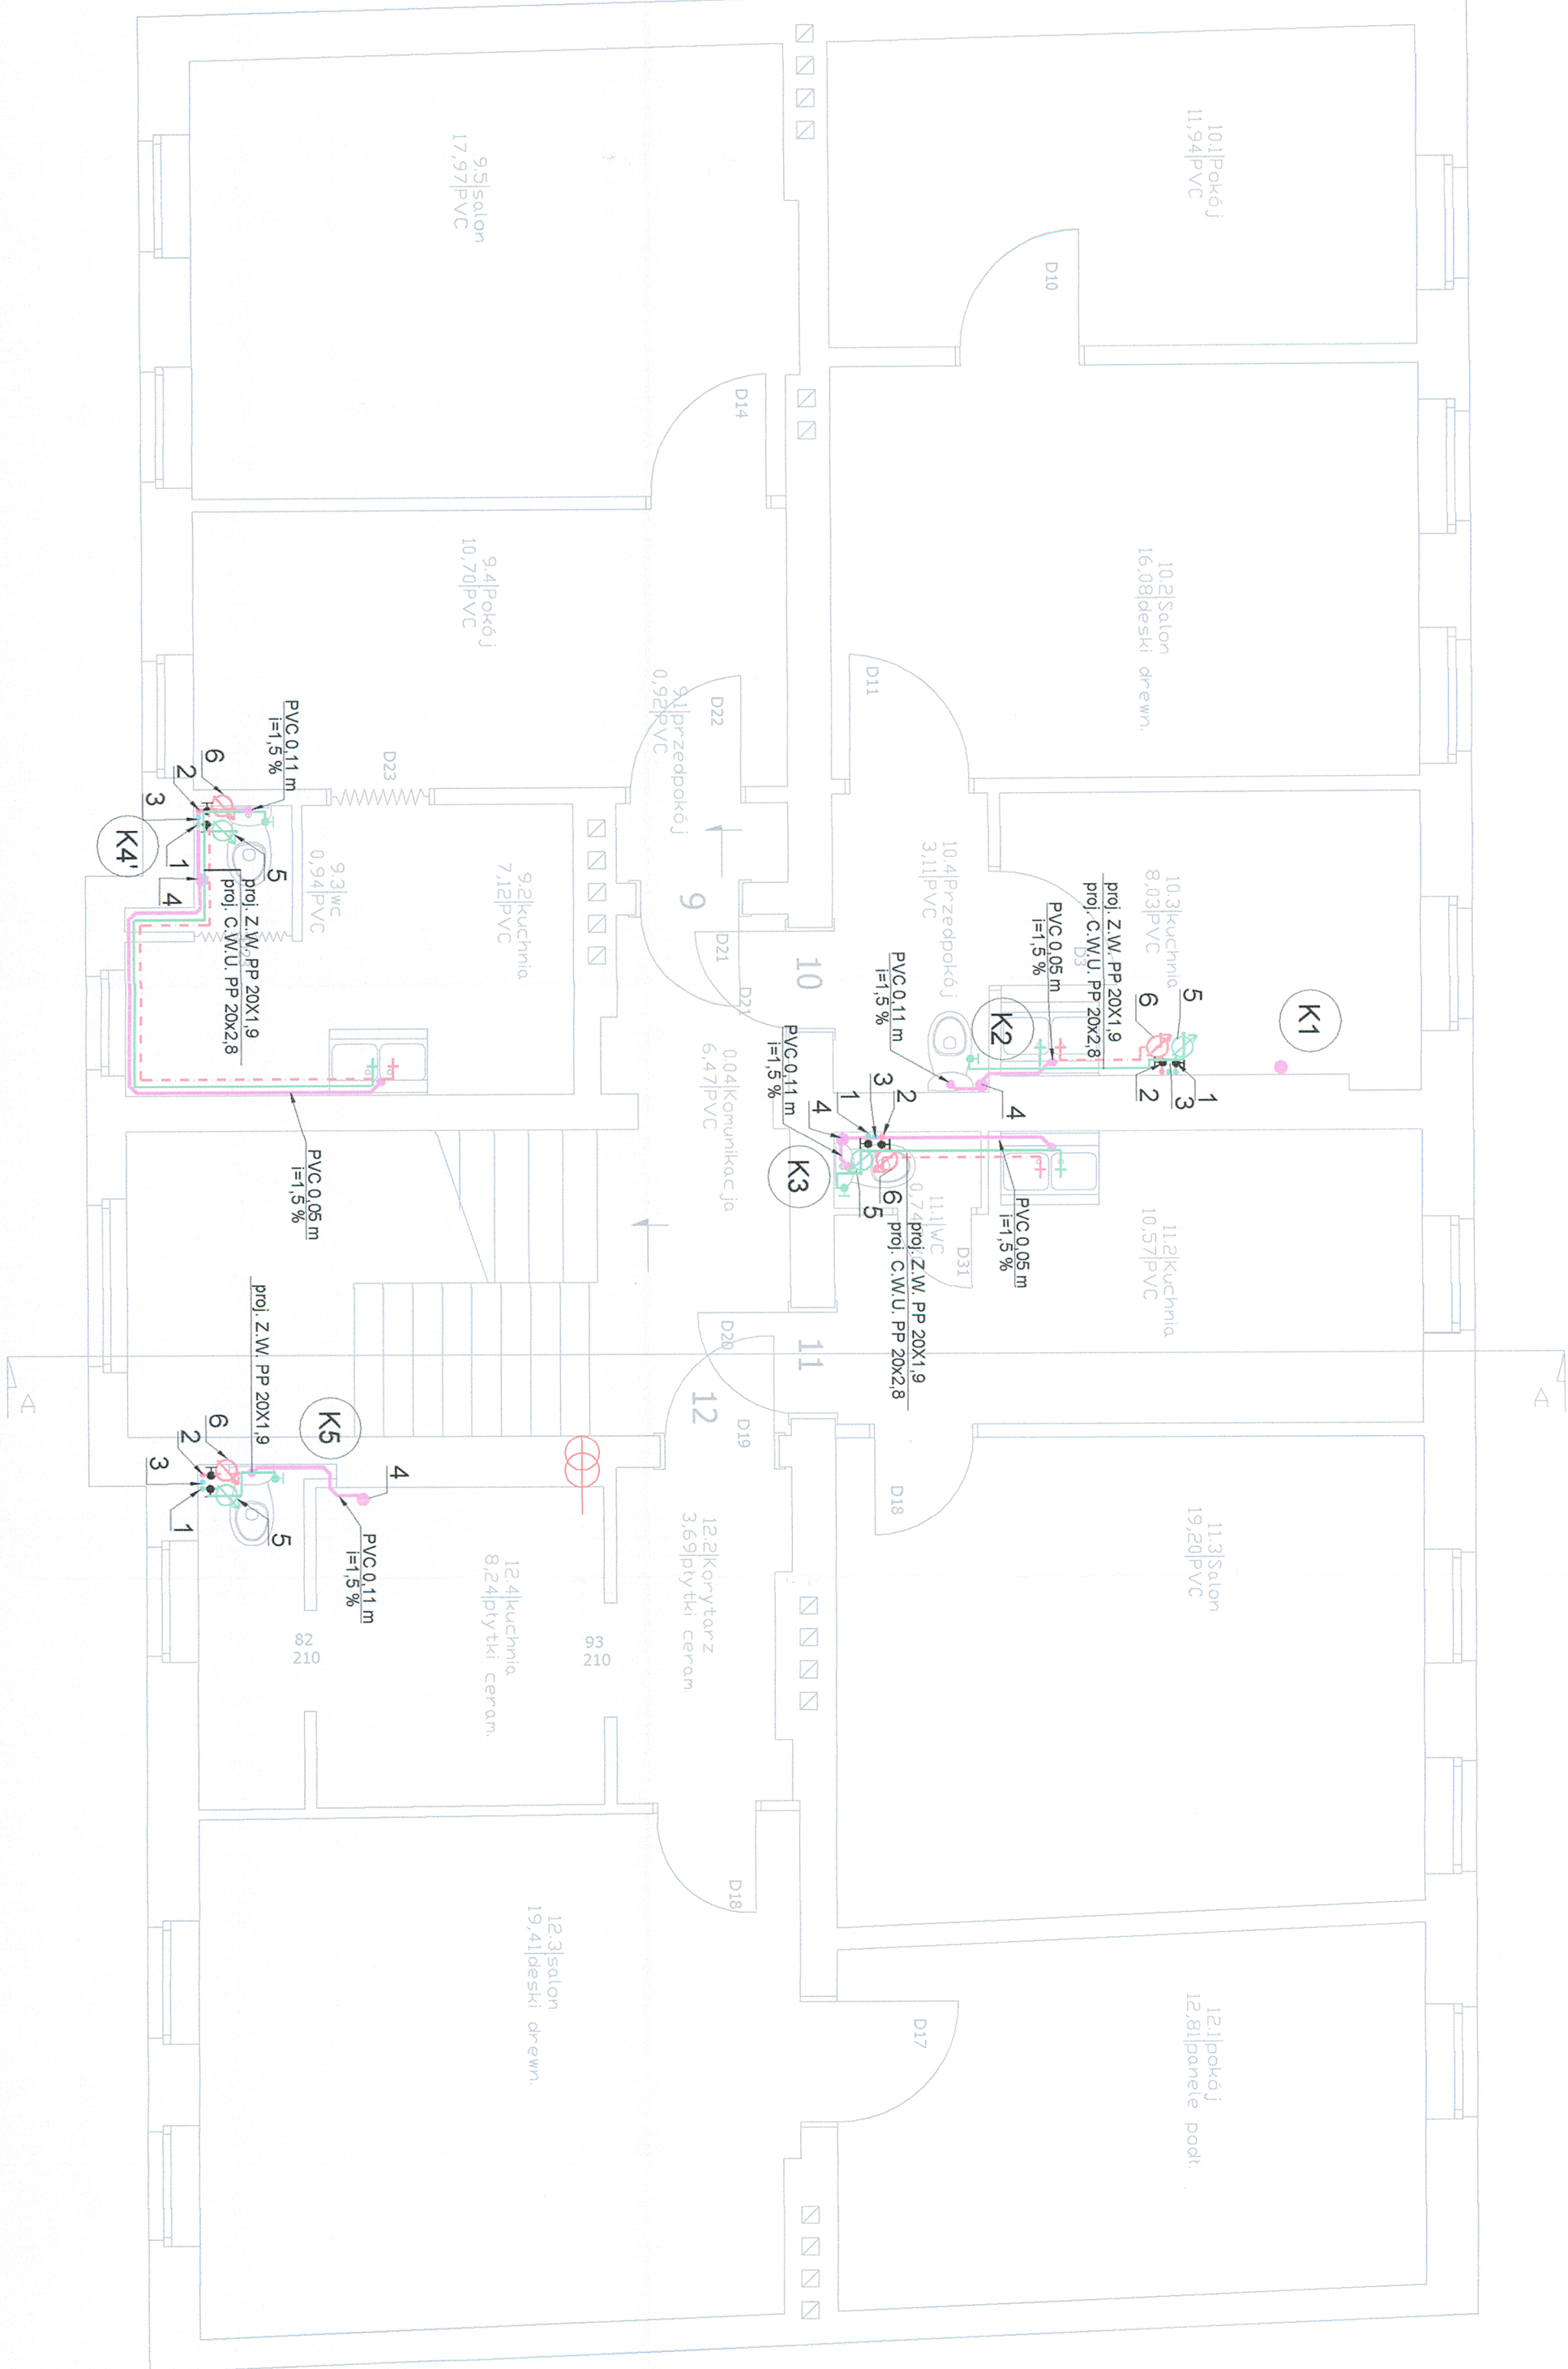 10.1|Pokój
11,94|PVC
D10
9.5|salon
17,97|PVC
D14
10.2|Salon
16,08|deski drewn.
D11
9.4|Pokój
10,70|PVC
9.1|przedpokój
0,92|PVC
D22
D23
PVC 0,11 m
i=1,5 %
6
2
3
1
K4'
4
5
proj. Z.W. PP 20X1,9
proj. C.W.U. PP 20x2,8
9.3|WC
0,94|PVC
9.2|kuchnia
7,12|PVC
9
D21
D21
10
10.4|Przedpokój
3,11|PVC
10.3|kuchnia
8,03|PVC
D3
proj. Z.W. PP 20X1,9
proj. C.W.U. PP 20x2,8
PVC 0,05 m
i=1,5 %
PVC 0,11 m
i=1,5 %
K2
K1
5
6
1
3
2
4
PVC 0,11 m
i=1,5 %
0.04|Komunikacja
6,47|PVC
3
2
1
4
K3
6
5
11.1|WC
0,74
D31
proj. Z.W. PP 20X1,9
proj. C.W.U. PP 20x2,8
PVC 0,05 m
i=1,5 %
11.2|Kuchnia
10,57|PVC
PVC 0,05 m
i=1,5 %
proj. Z.W. PP 20X1,9
D20
11
12
D19
A
A
K5
6
2
3
1
5
4
PVC 0,11 m
i=1,5 %
D18
11.3|Salon
19,20|PVC
12.2|Korytarz
3,69|płytki ceram.
12.4|kuchnia
8,24|płytki ceram.
82
210
93
210
D18
12.3|salon
19,41|deski drewn.
D17
12.1|pokój
12,81|panele podł.